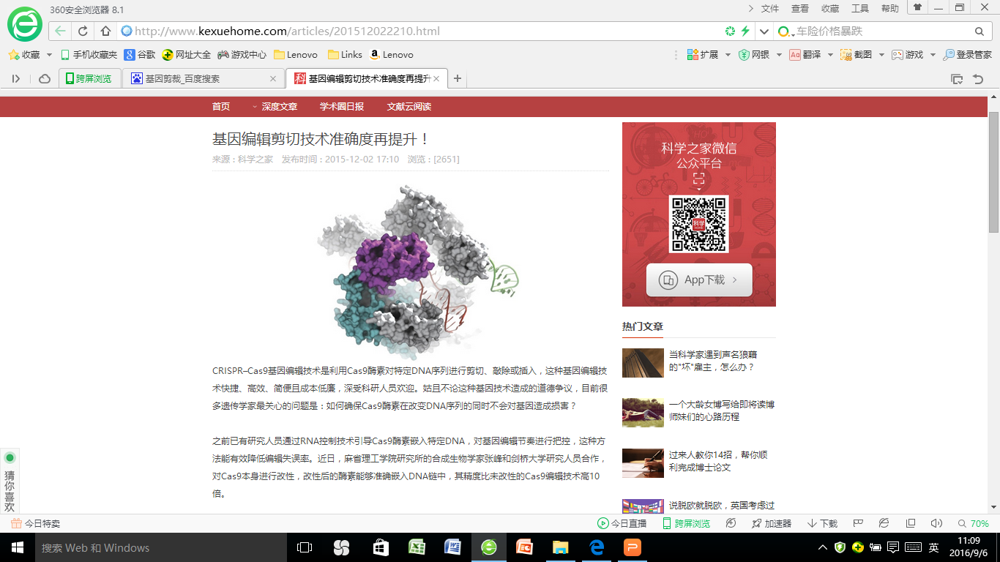 360安全浏览器 8.1
文件 查看 收藏 工具 帮助
http://www.kexuehome.com/articles/201512022210.html
车险价格暴跌
收藏 手机收藏夹 谷歌 网址大全 游戏中心 Lenovo Links Lenovo
扩展 网银 翻译 截图 游戏 登录管家
跨屏浏览 基因剪裁_百度搜索 基因编辑剪切技术准确度再提升
首页 深度文章 学术圈日报 文献云阅读
基因编辑剪切技术准确度再提升！
来源：科学之家 发布时间：2015-12-02 17:10 浏览：[2651]
CRISPR–Cas9基因编辑技术是利用Cas9酶素对特定DNA序列进行剪切、敲除或插入，这种基因编辑技
术快捷、高效、简便且成本低廉，深受科研人员欢迎。姑且不论这种基因技术造成的道德争议，目前很
多遗传学家最关心的问题是：如何确保Cas9酶素在改变DNA序列的同时不会对基因造成损害？
之前已有研究人员通过RNA控制技术引导Cas9酶素嵌入特定DNA，对基因编辑节奏进行把控，这种方
法能有效降低编辑失误率。近日，麻省理工学院研究所的合成生物学家张峰和剑桥大学研究人员合作，
对Cas9本身进行改性，改性后的酶素能够准确嵌入DNA链中，其精度比未改性的Cas9编辑技术高10
倍。
科学之家微信
公众平台
科学
App下载
热门文章
当科学家遇到声名狼藉
的"坏"雇主，怎么办？
一个大龄女博写给即将读博
师妹们的心路历程
过来人教你14招，帮你顺
利完成博士论文
说脱欧就脱欧，英国考虑过
猜你喜欢
今日特卖
今日直播 跨屏浏览 加速器 下载 70%
搜索 Web 和 Windows
英
11:09
2016/9/6